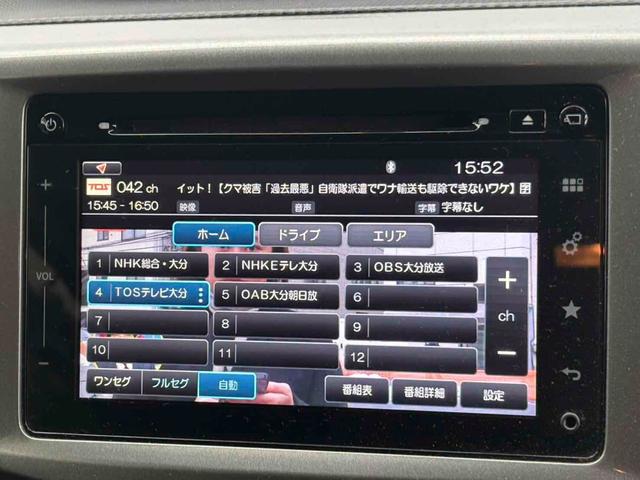 15:52
TOS 042 ch イット!【クマ被害「過去最悪」自衛隊派遣でワナ輸送も駆除できないワケ】字
15:45 - 16:50 映像 音声 字幕 字幕なし
ホーム ドライブ エリア
1 NHK総合・大分 2 NHKEテレ大分 3 OBS大分放送
4 TOSテレビ大分 5 OAB大分朝日放 6
7 8 9
10 11 12
+
ch
-
ワンセグ フルセグ 自動 番組表 番組詳細 設定
+
VOL
-